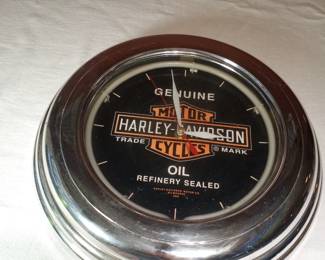 GENUINE
MOTOR
HARLEY-DAVIDSON
TRADE MARK
CYCLES
OIL
REFINERY SEALED